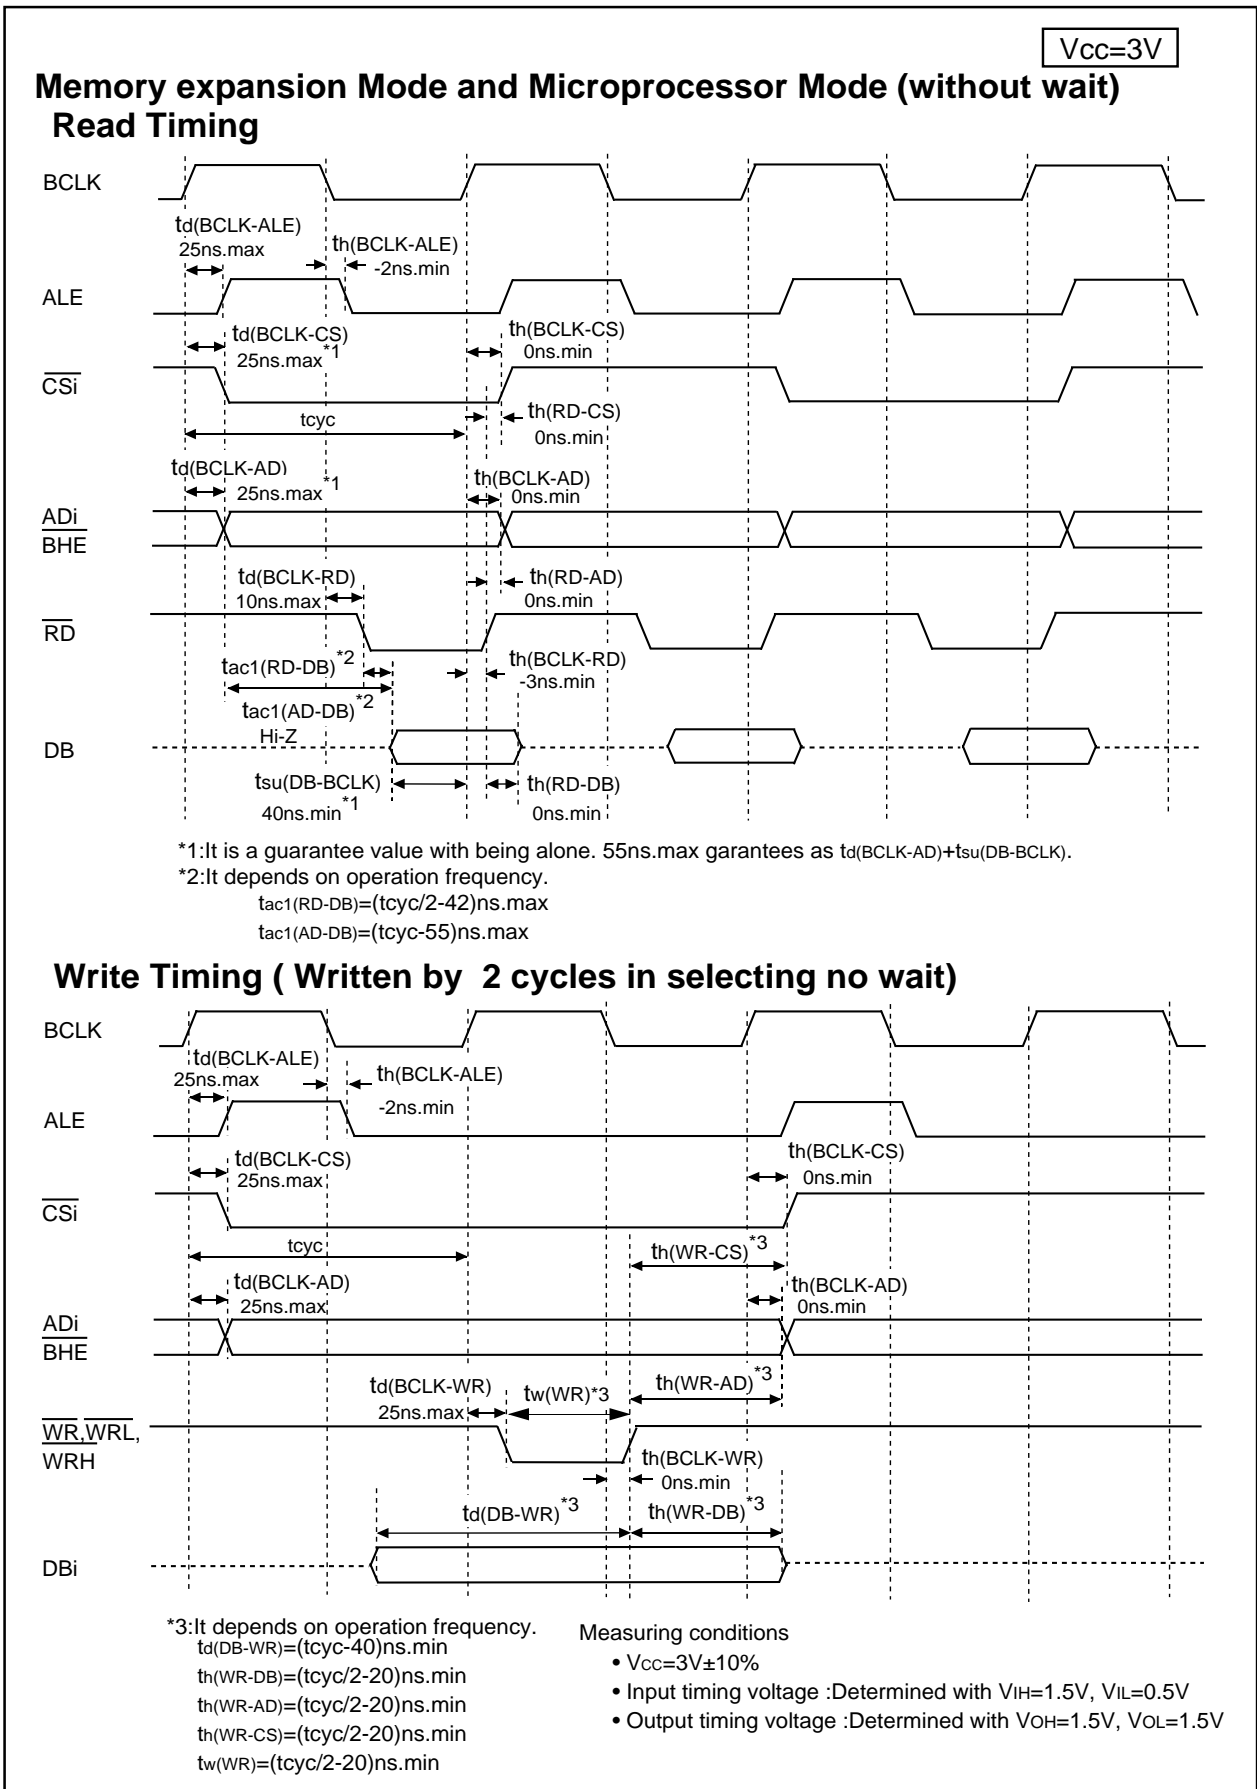 Vcc=3V
Memory expansion Mode and Microprocessor Mode (without wait)
Read Timing
BCLK
td(BCLK-ALE)
25ns.max
th(BCLK-ALE)
-2ns.min
ALE
td(BCLK-CS)
25ns.max*1
th(BCLK-CS)
0ns.min
CSi
tcyc
th(RD-CS)
0ns.min
td(BCLK-AD)
25ns.max*1
th(BCLK-AD)
0ns.min
ADi
BHE
td(BCLK-RD)
10ns.max
th(RD-AD)
0ns.min
RD
tac1(RD-DB)*2
th(BCLK-RD)
-3ns.min
tac1(AD-DB)*2
Hi-Z
DB
tsu(DB-BCLK)
40ns.min*1
th(RD-DB)
0ns.min
*1:It is a guarantee value with being alone. 55ns.max garantees as td(BCLK-AD)+tsu(DB-BCLK).
*2:It depends on operation frequency.
tac1(RD-DB)=(tcyc/2-42)ns.max
tac1(AD-DB)=(tcyc-55)ns.max
Write Timing ( Written by 2 cycles in selecting no wait)
BCLK
td(BCLK-ALE)
25ns.max
th(BCLK-ALE)
-2ns.min
ALE
td(BCLK-CS)
25ns.max
th(BCLK-CS)
0ns.min
CSi
tcyc
th(WR-CS)*3
td(BCLK-AD)
25ns.max
th(BCLK-AD)
0ns.min
ADi
BHE
td(BCLK-WR)
25ns.max
tw(WR)*3
th(WR-AD)*3
WR,WRL,
WRH
th(BCLK-WR)
0ns.min
td(DB-WR)*3
th(WR-DB)*3
DBi
*3:It depends on operation frequency.
td(DB-WR)=(tcyc-40)ns.min
th(WR-DB)=(tcyc/2-20)ns.min
th(WR-AD)=(tcyc/2-20)ns.min
th(WR-CS)=(tcyc/2-20)ns.min
tw(WR)=(tcyc/2-20)ns.min
Measuring conditions
• VCC=3V±10%
• Input timing voltage :Determined with VIH=1.5V, VIL=0.5V
• Output timing voltage :Determined with VOH=1.5V, VOL=1.5V